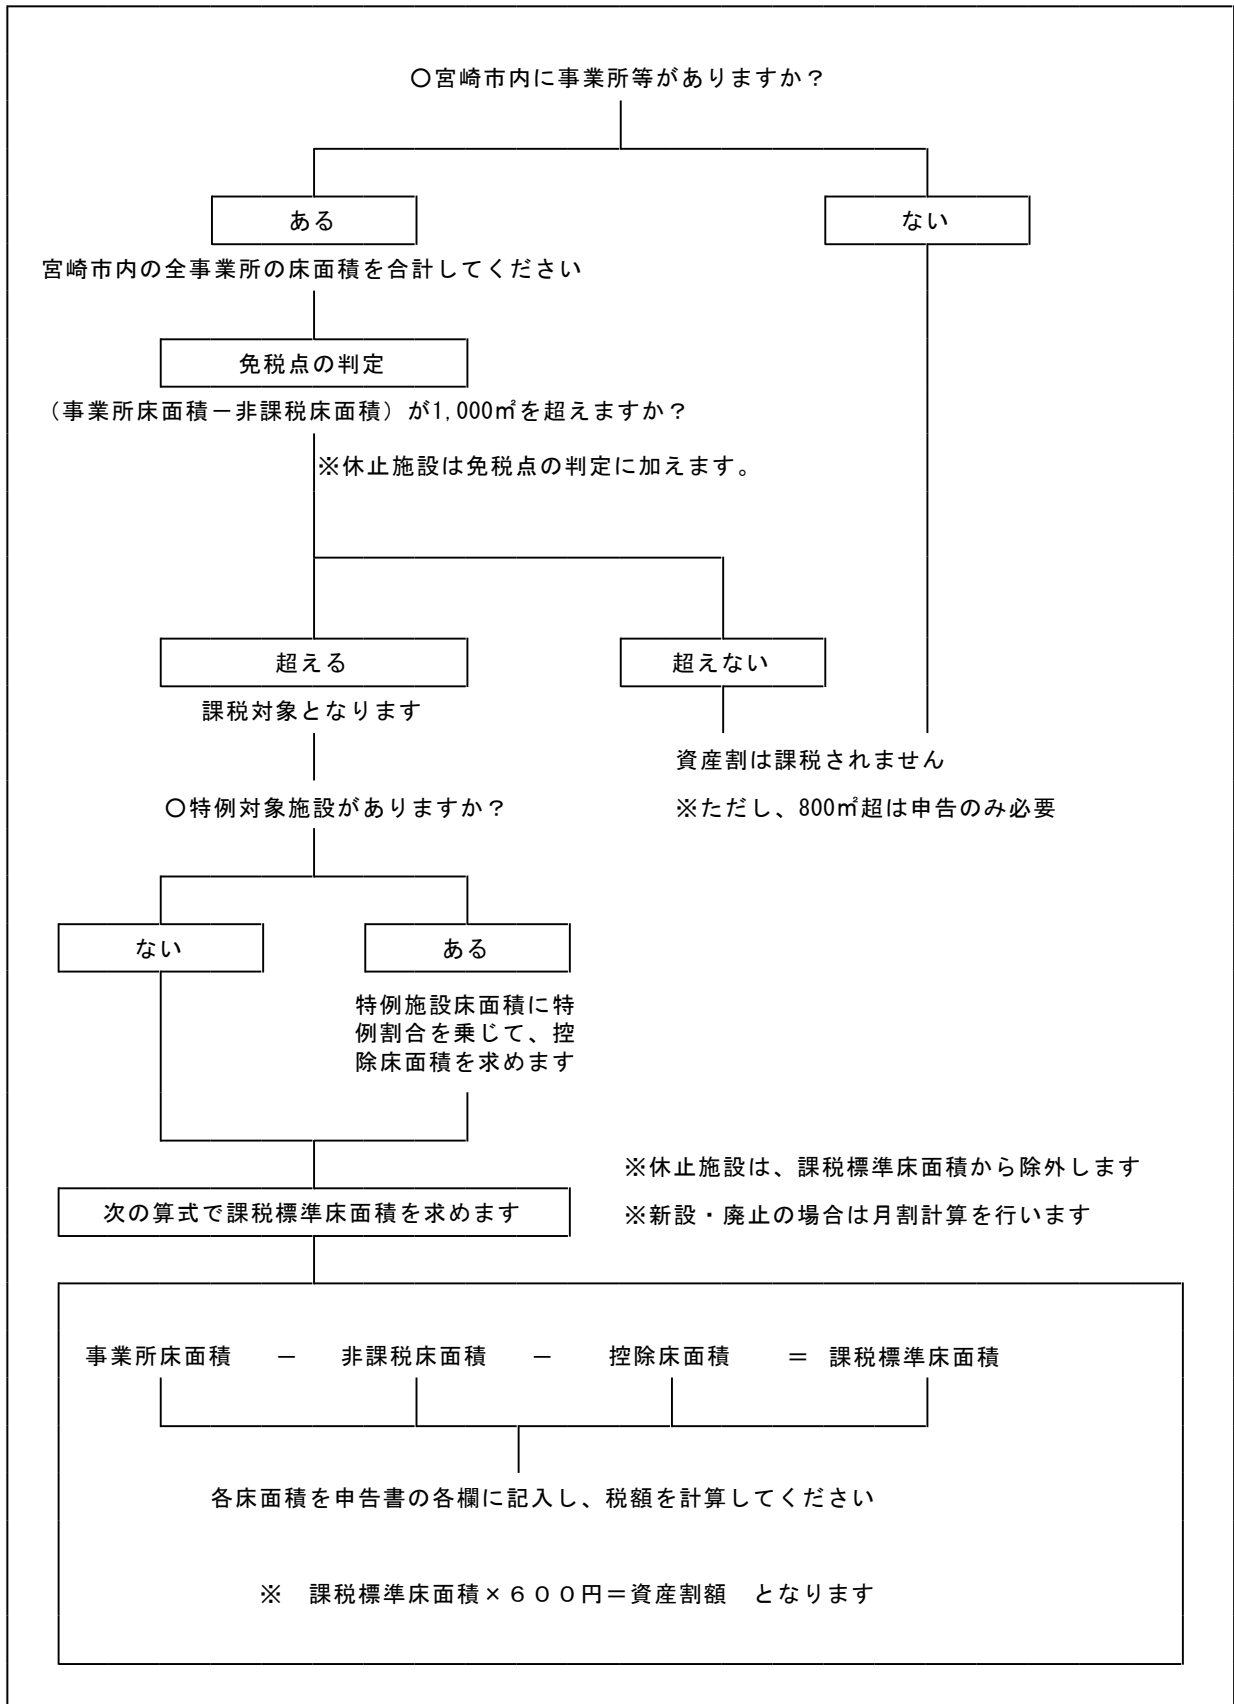 〇宮崎市内に事業所等がありますか？
ある
ない
宮崎市内の全事業所の床面積を合計してください
免税点の判定
（事業所床面積－非課税床面積）が1,000㎡を超えますか？
※休止施設は免税点の判定に加えます。
超える
超えない
課税対象となります
資産割は課税されません
〇特例対象施設がありますか？
※ただし、800㎡超は申告のみ必要
ない
ある
特例施設床面積に特
例割合を乗じて、控
除床面積を求めます
※休止施設は、課税標準床面積から除外します
次の算式で課税標準床面積を求めます
※新設・廃止の場合は月割計算を行います
事業所床面積　－　非課税床面積　－　控除床面積　＝　課税標準床面積
各床面積を申告書の各欄に記入し、税額を計算してください
※　課税標準床面積×６００円＝資産割額　となります